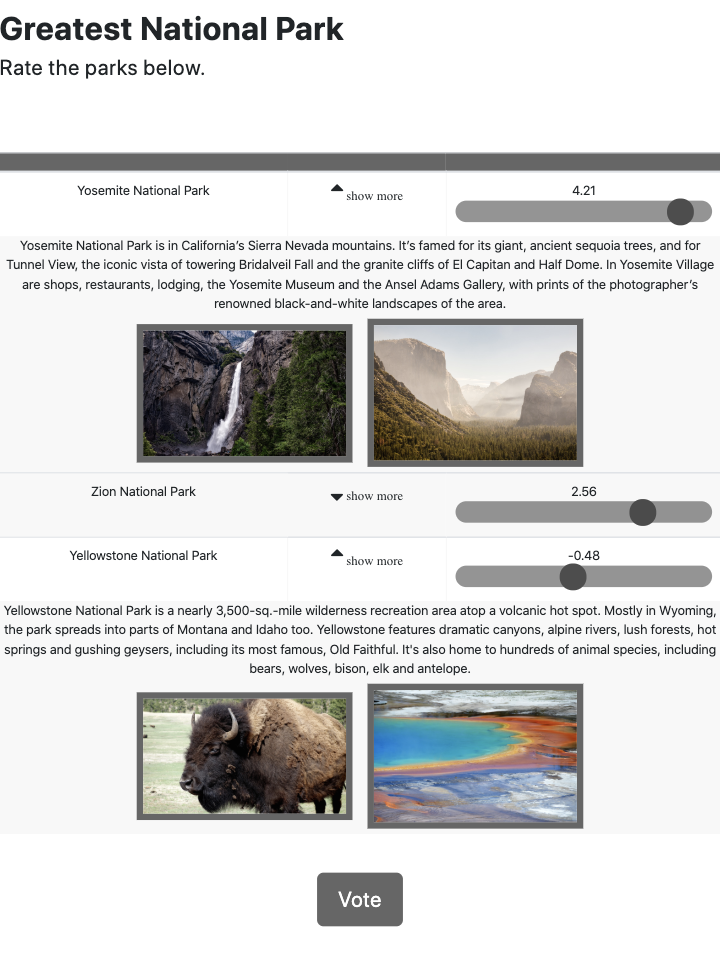 Greatest National Park
Rate the parks below.
Yosemite National Park
show more
4.21
Yosemite National Park is in California’s Sierra Nevada mountains. It’s famed for its giant, ancient sequoia trees, and for
Tunnel View, the iconic vista of towering Bridalveil Fall and the granite cliffs of El Capitan and Half Dome. In Yosemite Village
are shops, restaurants, lodging, the Yosemite Museum and the Ansel Adams Gallery, with prints of the photographer’s
renowned black-and-white landscapes of the area.
Zion National Park
show more
2.56
Yellowstone National Park
show more
-0.48
Yellowstone National Park is a nearly 3,500-sq.-mile wilderness recreation area atop a volcanic hot spot. Mostly in Wyoming,
the park spreads into parts of Montana and Idaho too. Yellowstone features dramatic canyons, alpine rivers, lush forests, hot
springs and gushing geysers, including its most famous, Old Faithful. It's also home to hundreds of animal species, including
bears, wolves, bison, elk and antelope.
Vote